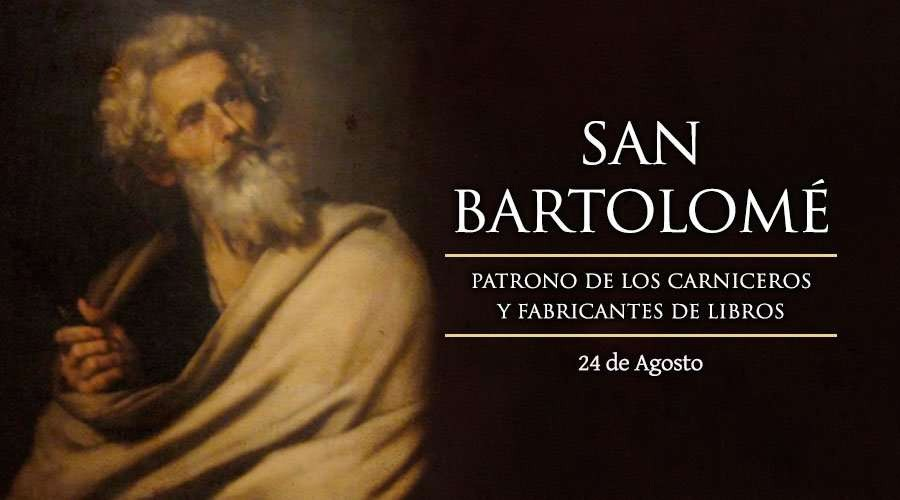 SAN
BARTOLOMÉ
PATRONO DE LOS CARNICEROS
Y FABRICANTES DE LIBROS
24 de Agosto